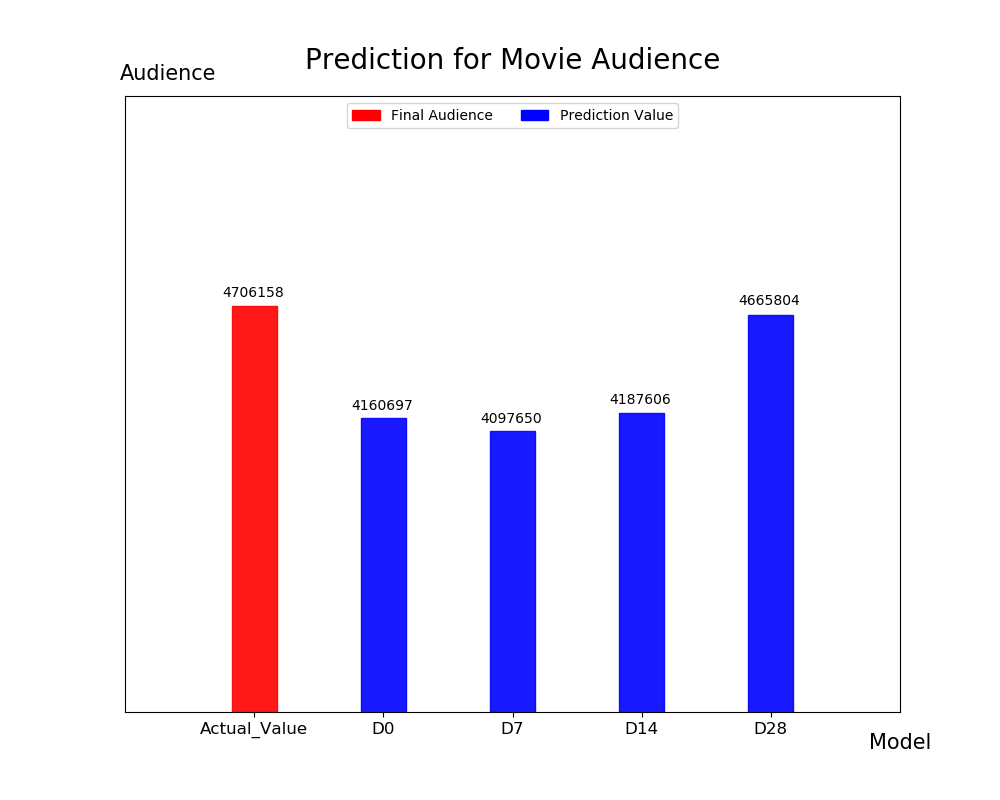 Prediction for Movie Audience
Audience
Final Audience
Prediction Value
4706158
4160697
4097650
4187606
4665804
Actual_Value
D0
D7
D14
D28
Model